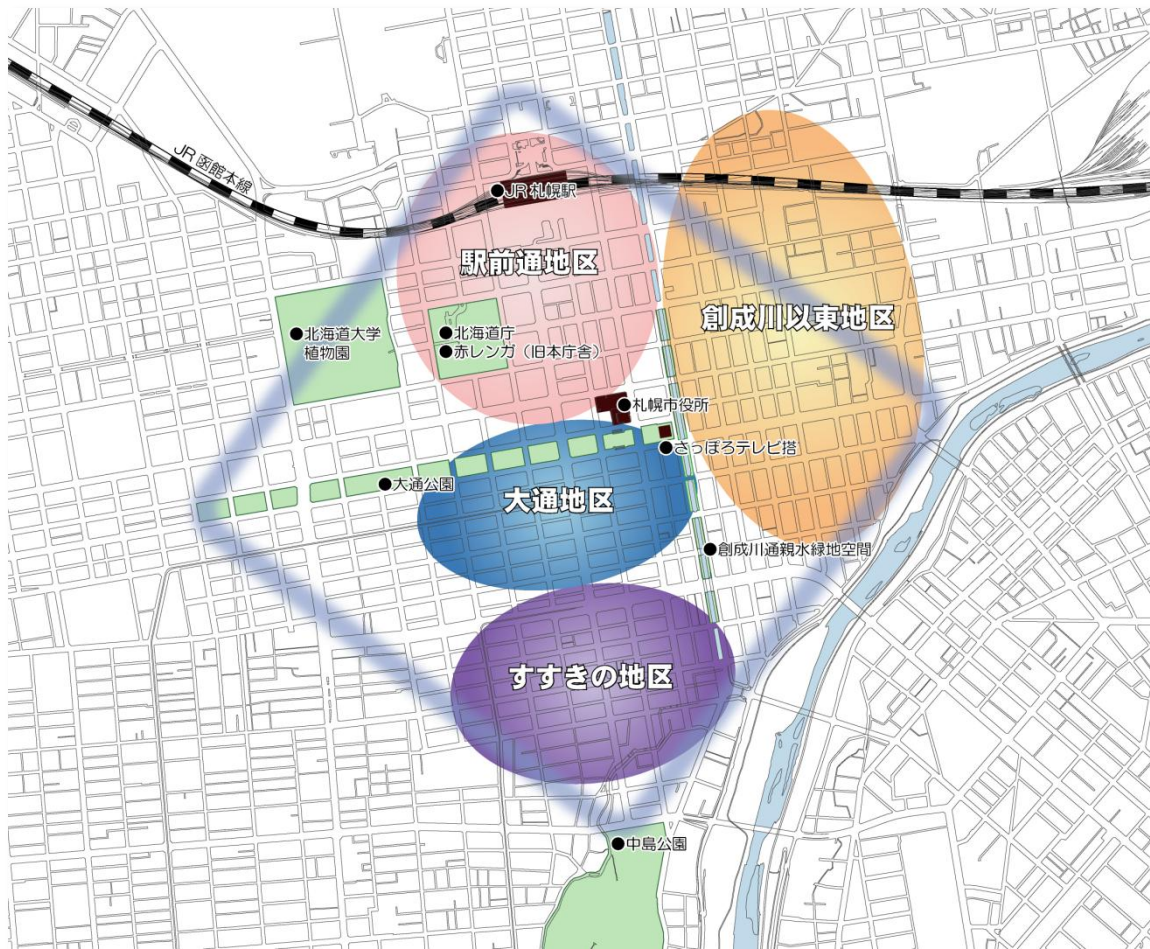 JR函館本線
JR札幌駅
駅前通地区
北海道大学
植物園
北海道庁
赤レンガ（旧本庁舎）
創成川以東地区
札幌市役所
さっぽろテレビ塔
大通公園
大通地区
創成川通親水緑地空間
すすきの地区
中島公園